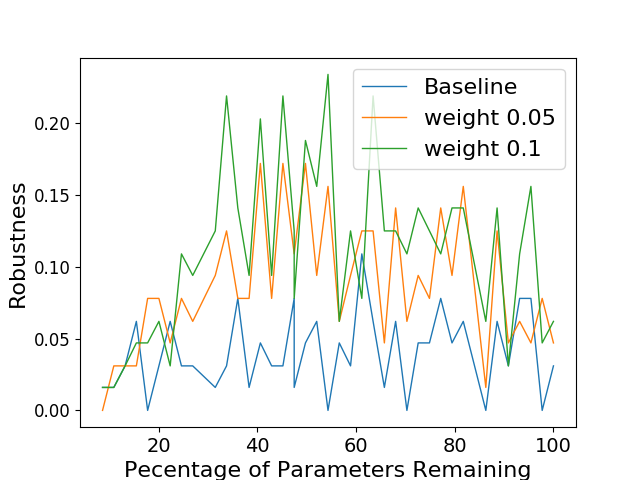 Baseline
weight 0.05
weight 0.1
0.20
0.15
0.10
0.05
0.00
Robustness
20 40 60 80 100
Pecentage of Parameters Remaining